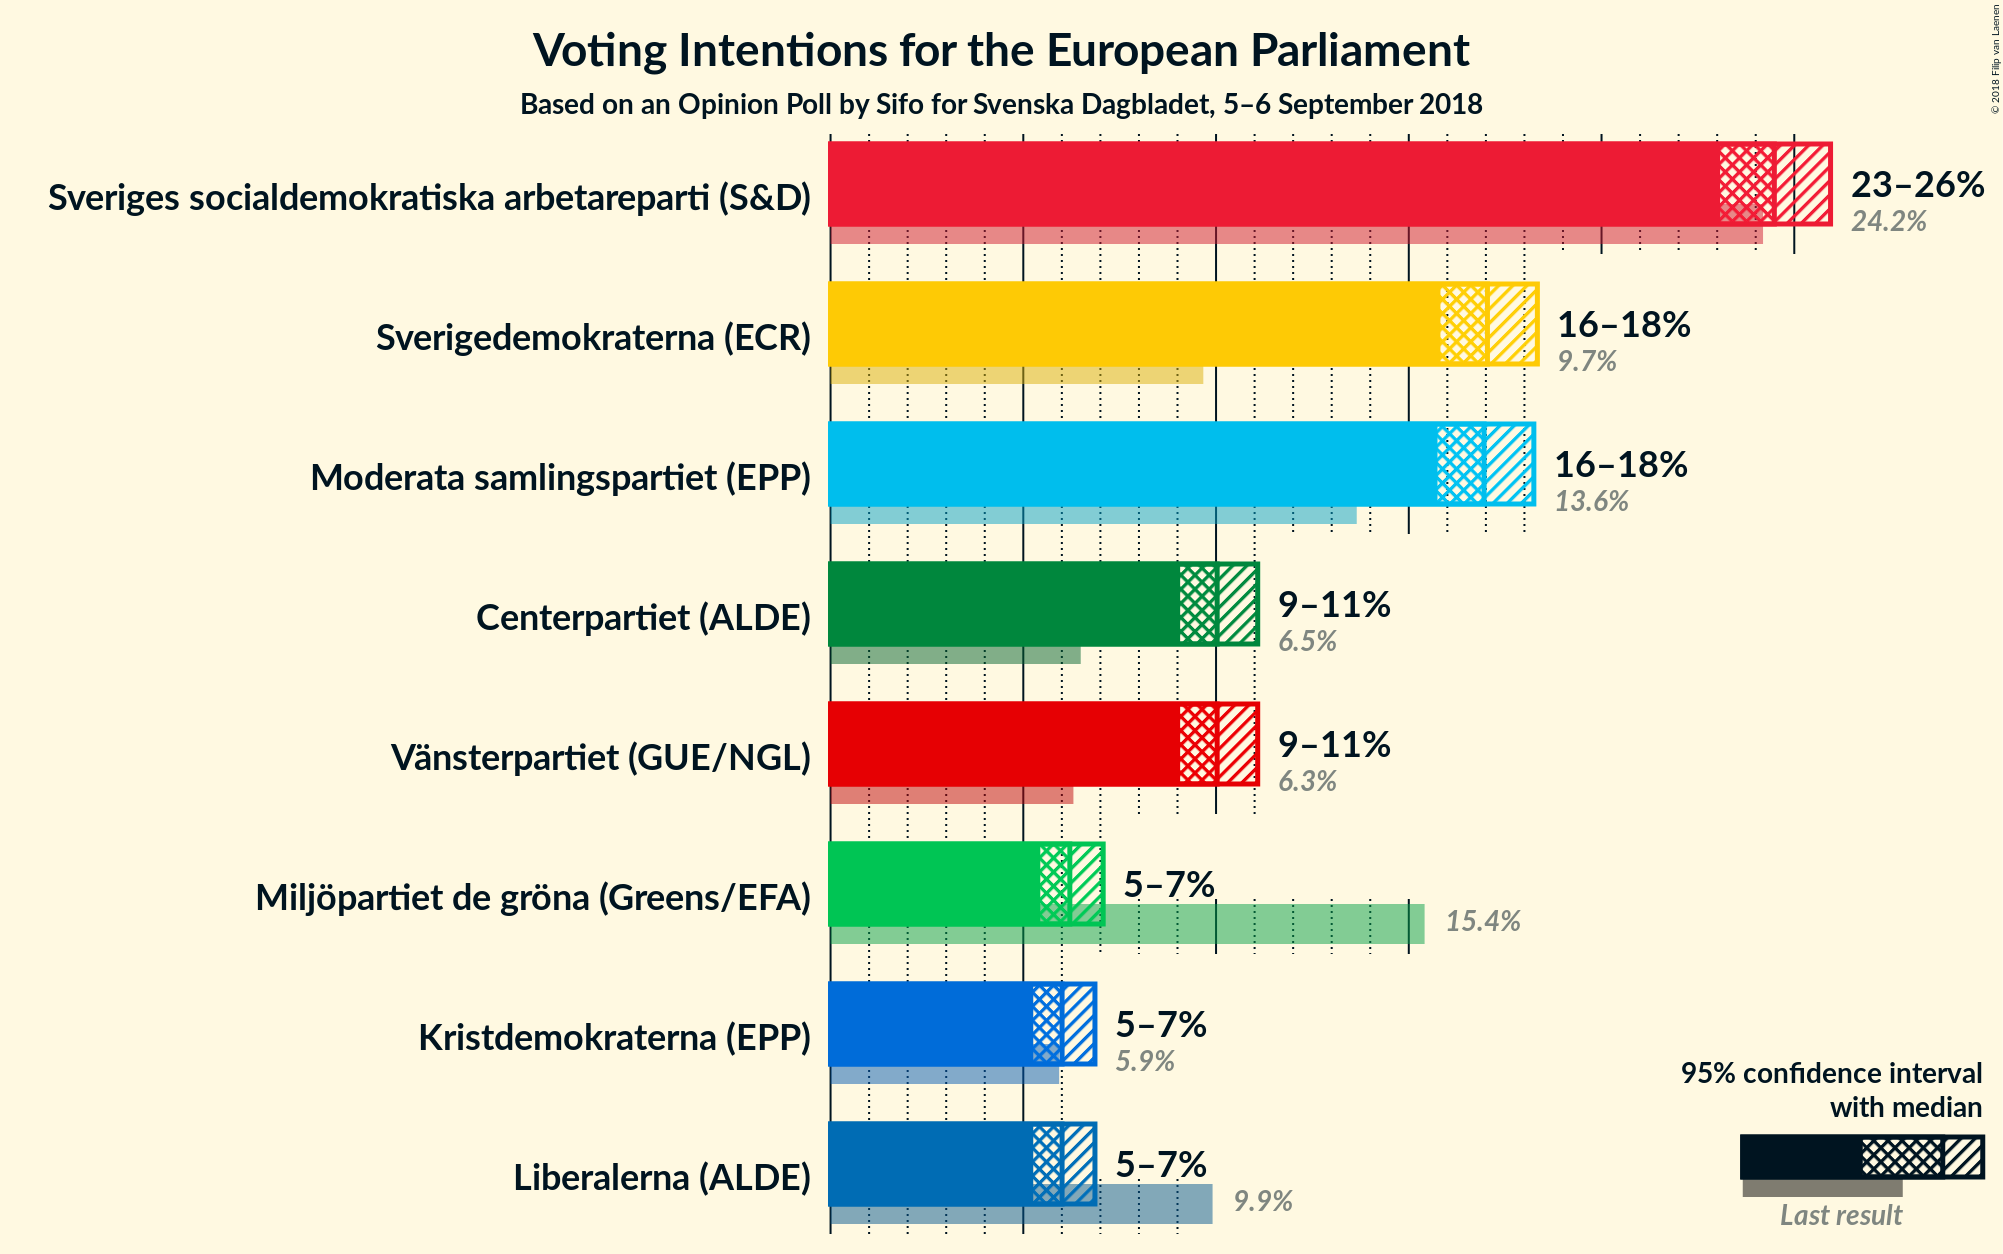 Voting Intentions for the European Parliament
Based on an Opinion Poll by Sifo for Svenska Dagbladet, 5–6 September 2018
© 2018 Filip van Laenen
Sveriges socialdemokratiska arbetareparti (S&D)
23–26%
24.2%
Sverigedemokraterna (ECR)
16–18%
9.7%
Moderata samlingspartiet (EPP)
16–18%
13.6%
Centerpartiet (ALDE)
9–11%
6.5%
Vänsterpartiet (GUE/NGL)
9–11%
6.3%
Miljöpartiet de gröna (Greens/EFA)
5–7%
15.4%
Kristdemokraterna (EPP)
5–7%
5.9%
Liberalerna (ALDE)
5–7%
9.9%
95% confidence interval
with median
Last result